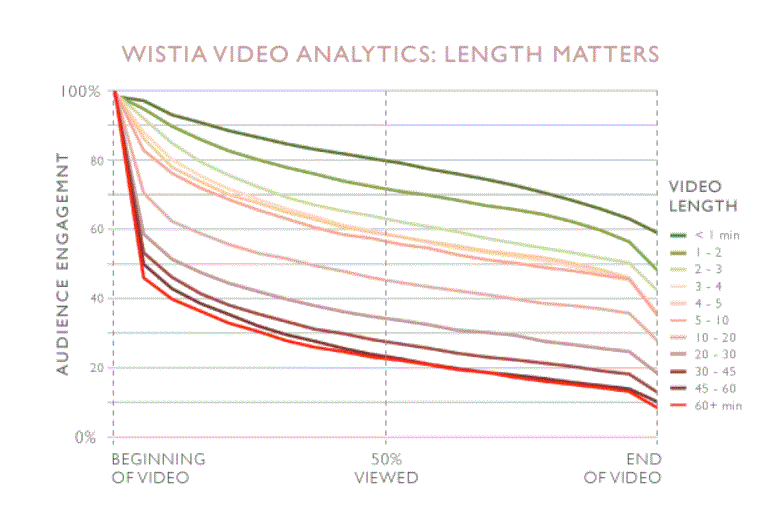 WISTIA VIDEO ANALYTICS: LENGTH MATTERS
100%
80
60
40
20
0%
AUDIENCE ENGAGEMNT
BEGINNING
OF VIDEO
50%
VIEWED
END
OF VIDEO
VIDEO
LENGTH
< 1 min
1 - 2
2 - 3
3 - 4
4 - 5
5 - 10
10 - 20
20 - 30
30 - 45
45 - 60
60+ min